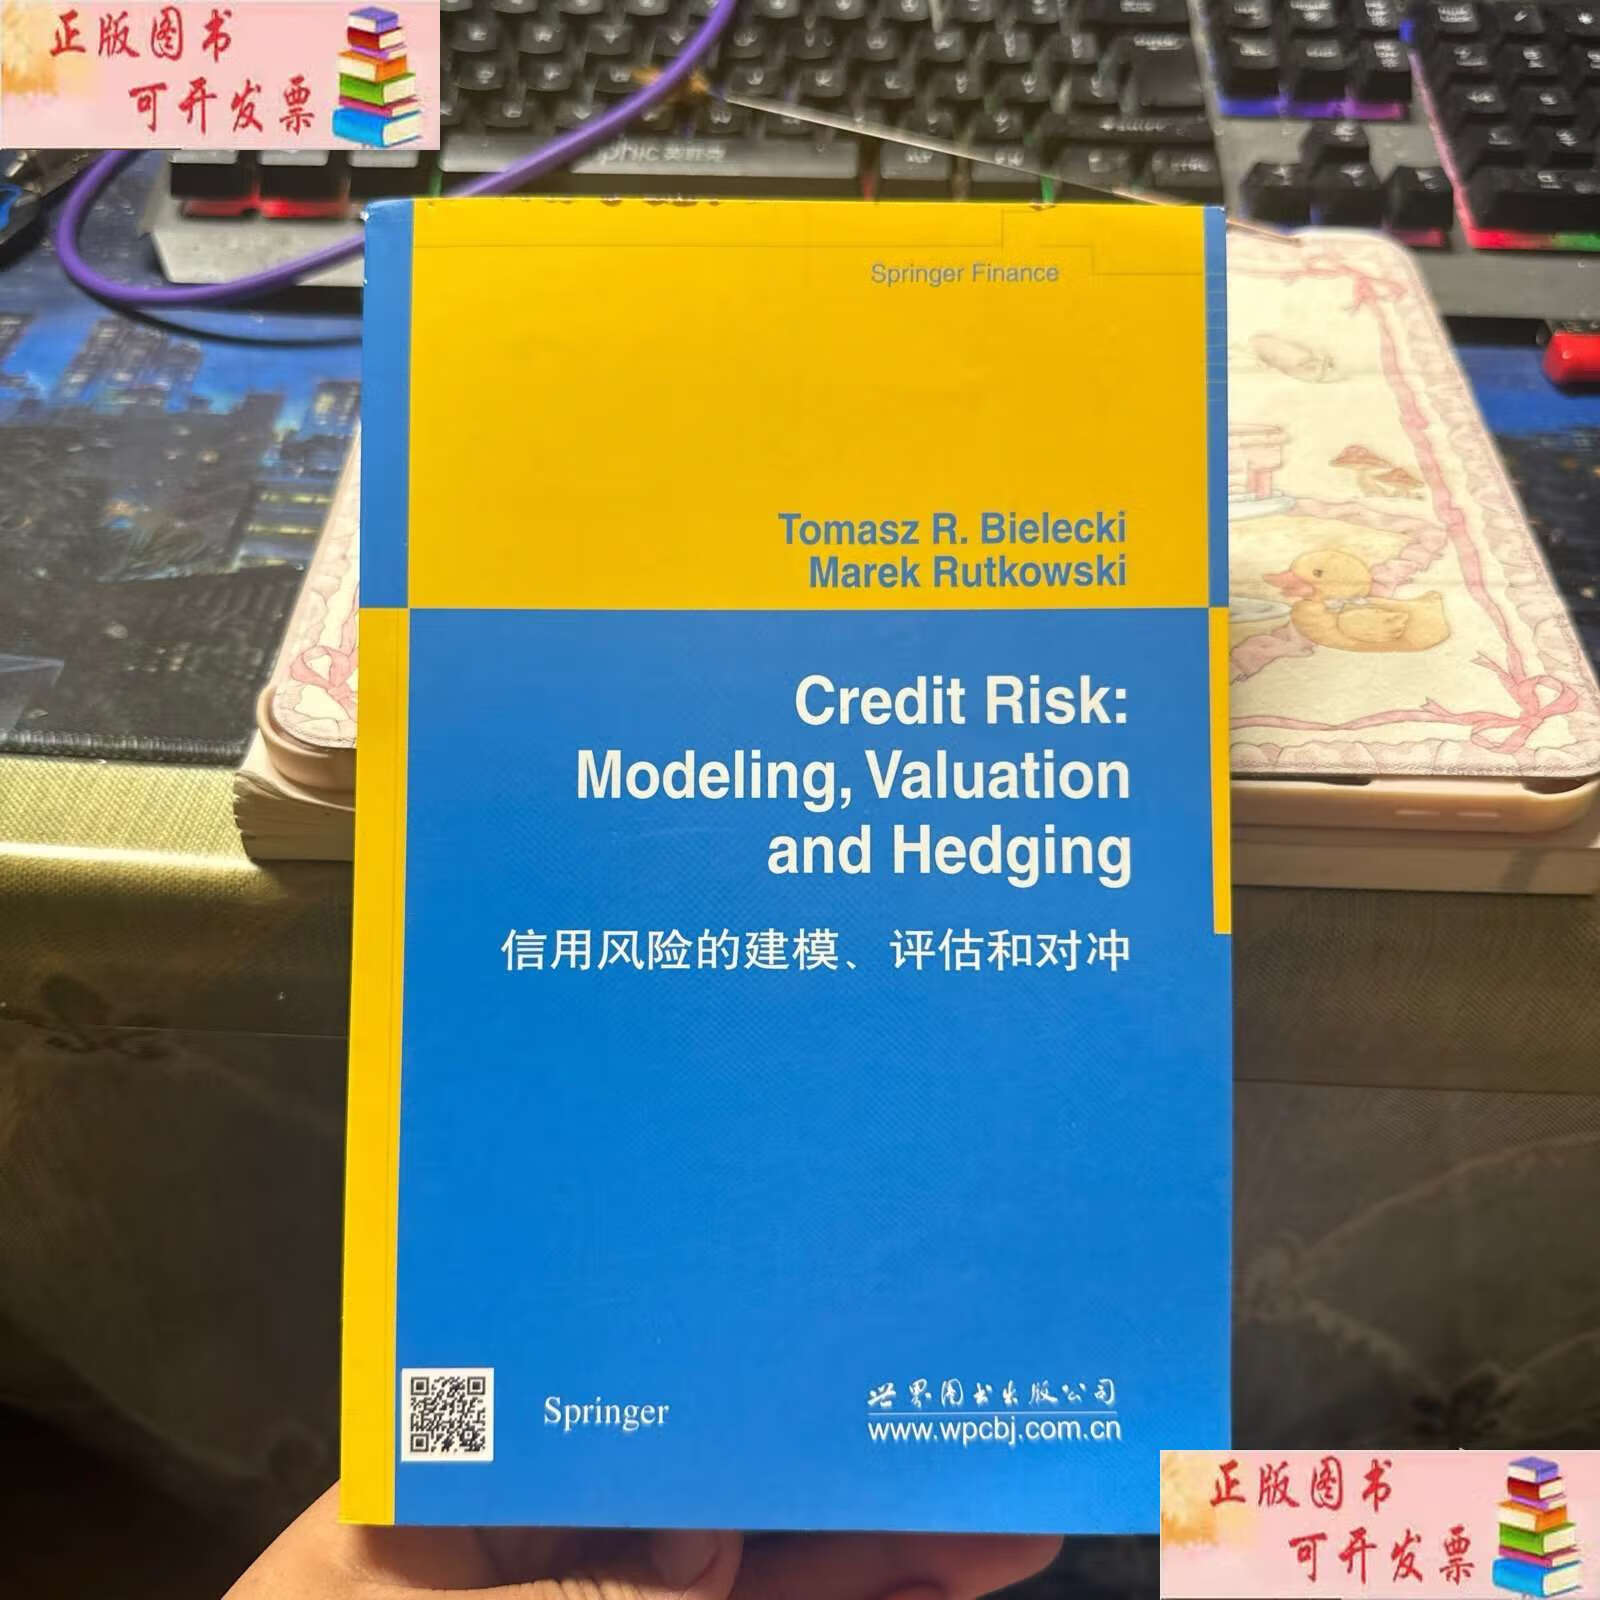 正版图书
可开发票
Springer Finance
Tomasz R. Bielecki
Marek Rutkowski
Credit Risk:
Modeling, Valuation
and Hedging
信用风险的建模、评估和对冲
Springer
世界图书出版公司
www.wpcbj.com.cn
正版图书
可开发票